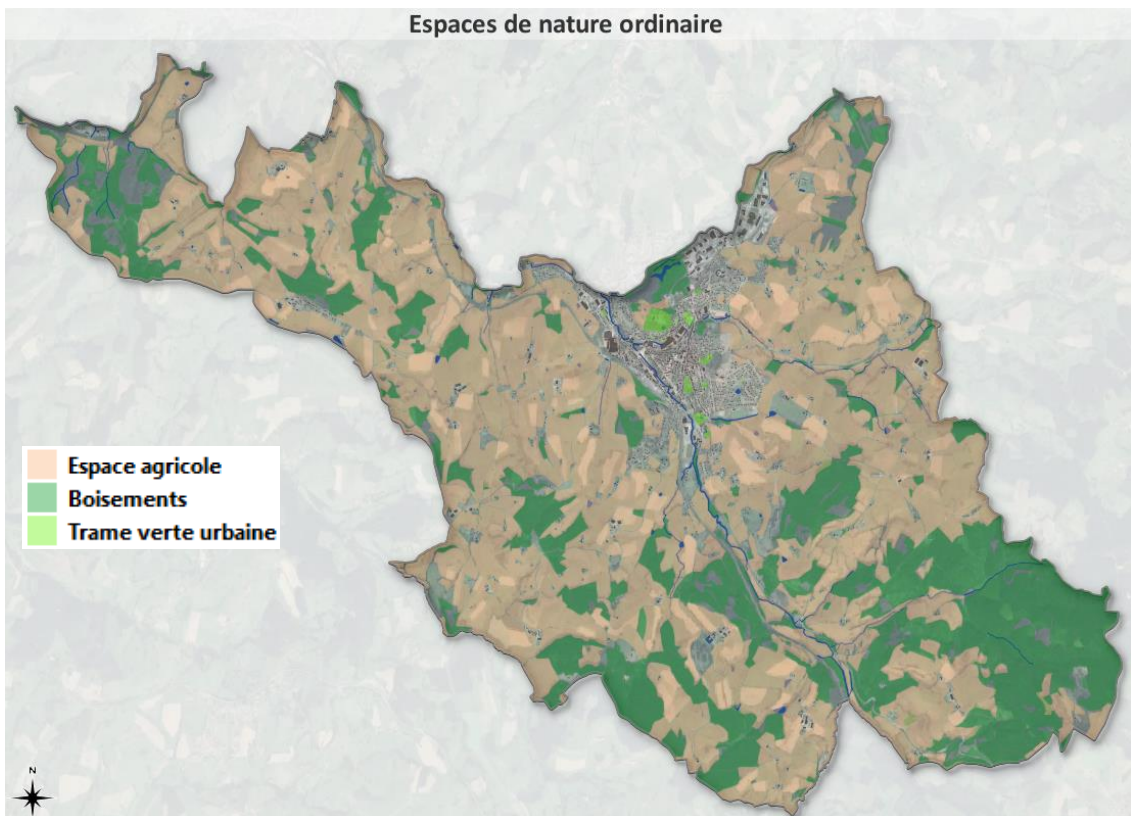 Espaces de nature ordinaire
Espace agricole
Boisements
Trame verte urbaine
N